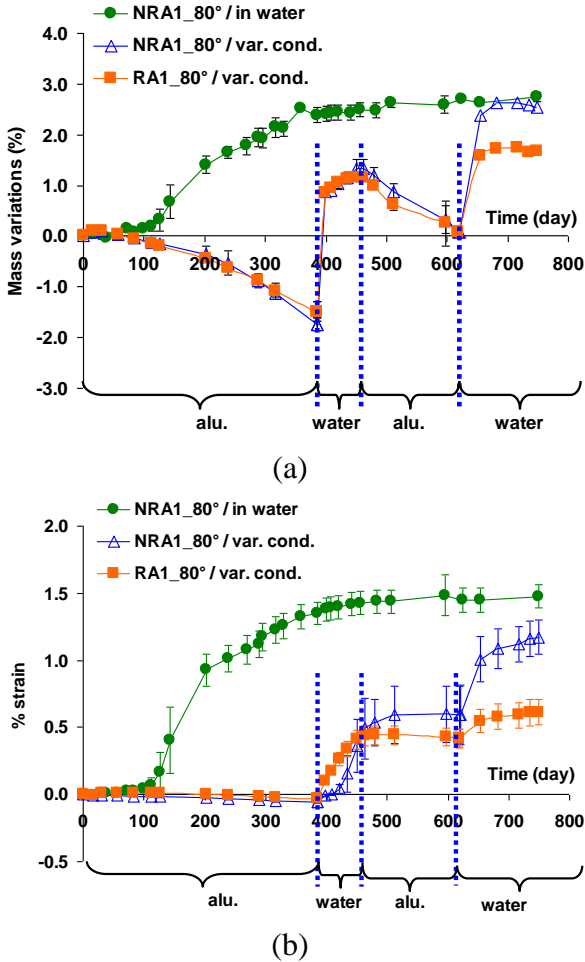 NRA1_80° / in water
NRA1_80° / var. cond.
RA1_80° / var. cond.
3.0
2.0
1.0
0.0
-1.0
-2.0
-3.0
Mass variations (%)
Time (day)
0 100 200 300 400 500 600 700 800
alu. water alu. water
(a)
NRA1_80° / in water
NRA1_80° / var. cond.
RA1_80° / var. cond.
2.0
1.5
1.0
0.5
0.0
-0.5
% strain
Time (day)
0 100 200 300 400 500 600 700 800
alu. water alu. water
(b)